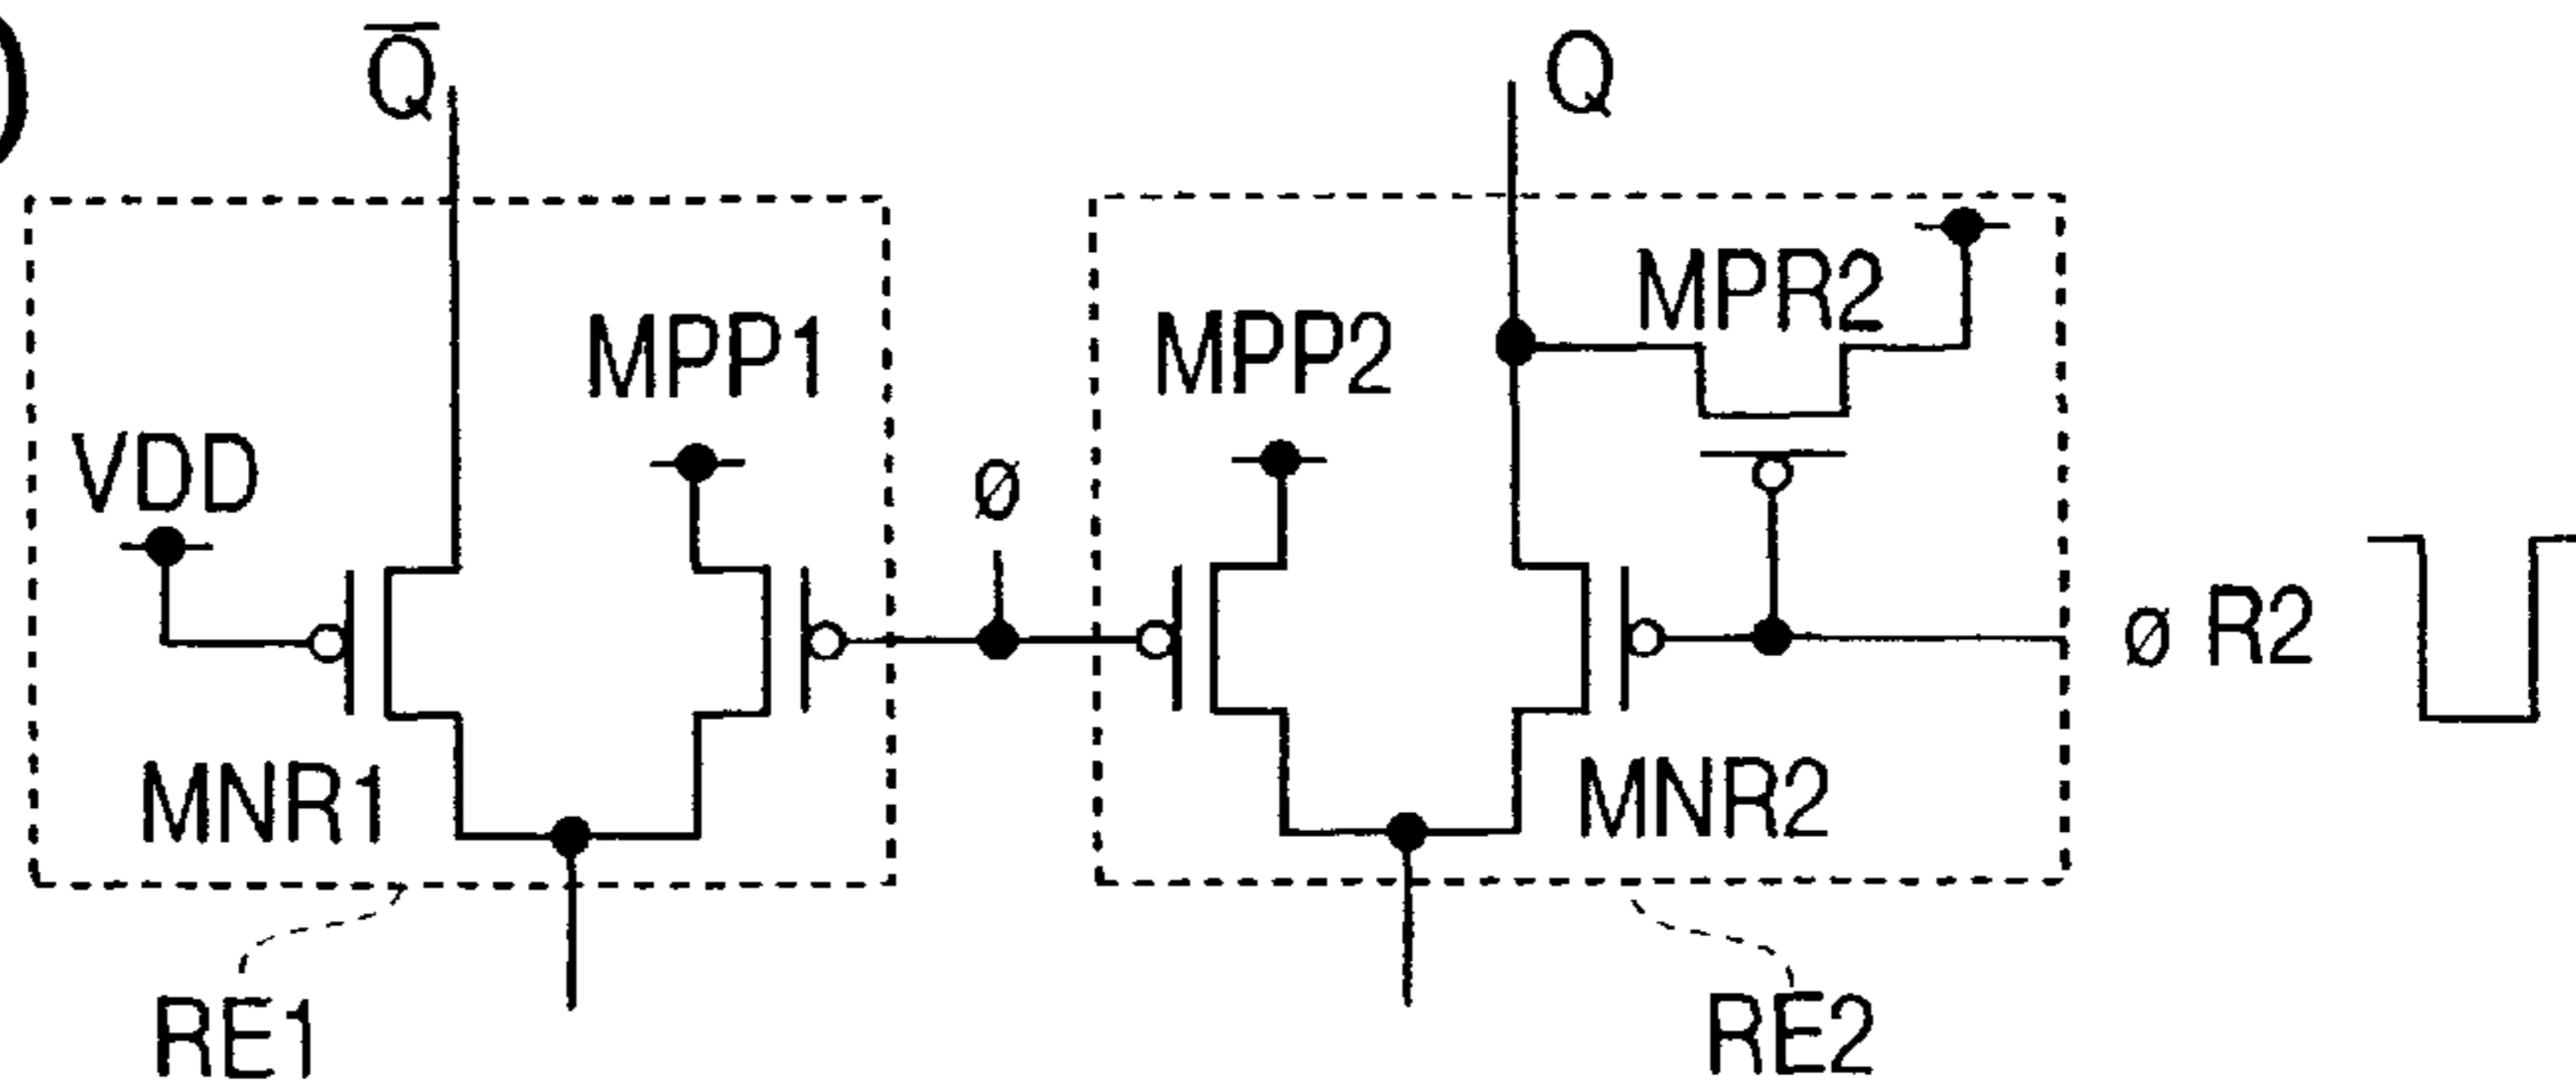 )
Q̅
Q
MPR2
MPP1
MPP2
VDD
ø
ø R2
MNR1
MNR2
RE1
RE2